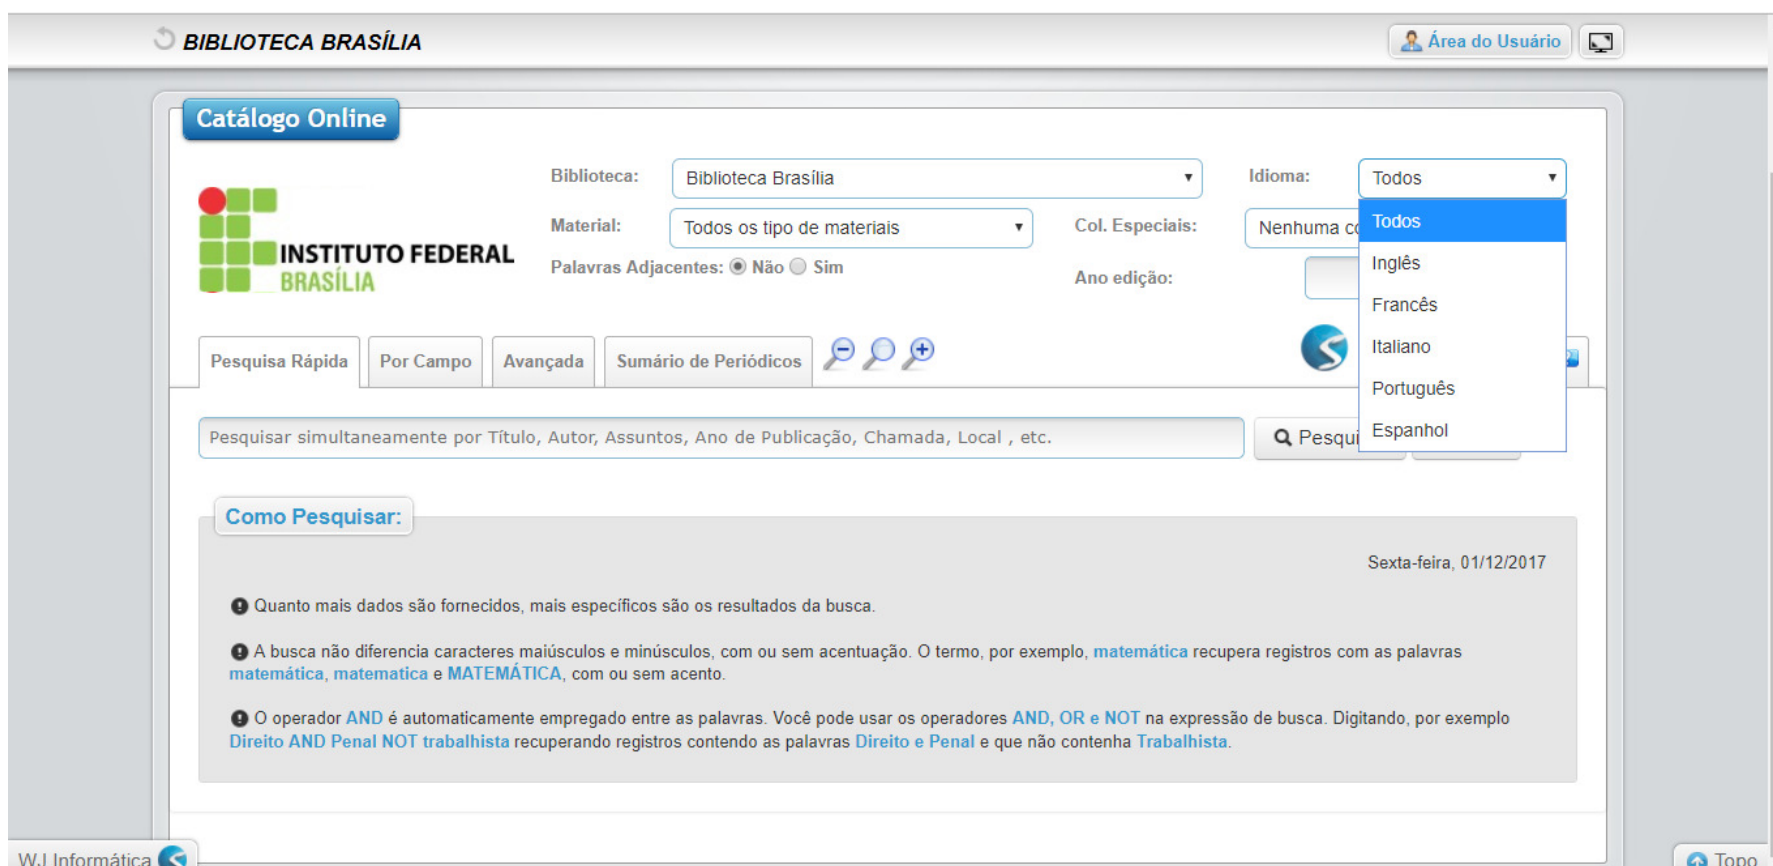 BIBLIOTECA BRASÍLIA
Área do Usuário
Catálogo Online
Biblioteca:
Biblioteca Brasília
Idioma:
Todos
Material:
Todos os tipo de materiais
Col. Especiais:
Nenhuma
Todos
Inglês
Francês
Italiano
Português
Espanhol
INSTITUTO FEDERAL
BRASÍLIA
Palavras Adjacentes: Não Sim
Ano edição:
Pesquisa Rápida
Por Campo
Avançada
Sumário de Periódicos
Pesquisar simultaneamente por Título, Autor, Assuntos, Ano de Publicação, Chamada, Local , etc.
Pesqui
Como Pesquisar:
Sexta-feira, 01/12/2017
Quanto mais dados são fornecidos, mais específicos são os resultados da busca.
A busca não diferencia caracteres maiúsculos e minúsculos, com ou sem acentuação. O termo, por exemplo, matemática recupera registros com as palavras
matemática, matematica e MATEMÁTICA, com ou sem acento.
O operador AND é automaticamente empregado entre as palavras. Você pode usar os operadores AND, OR e NOT na expressão de busca. Digitando, por exemplo
Direito AND Penal NOT trabalhista recuperando registros contendo as palavras Direito e Penal e que não contenha Trabalhista.
WJ Informática
Topo